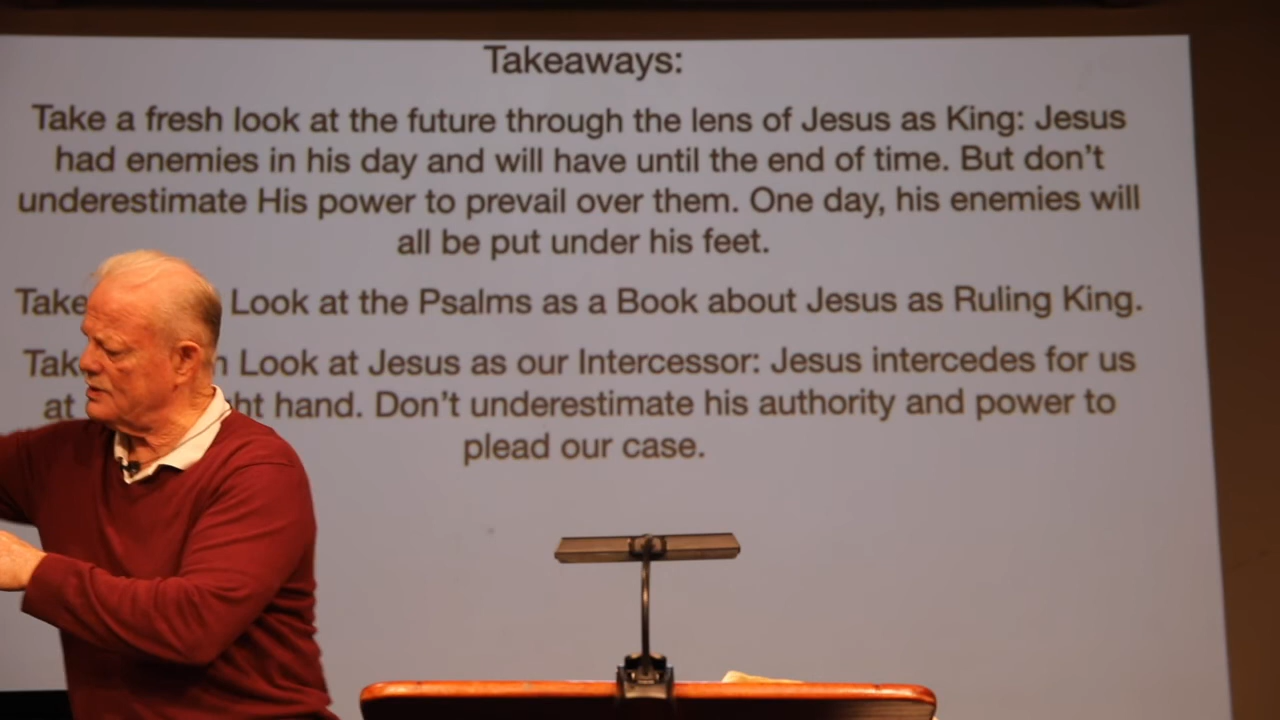 Takeaways:
Take a fresh look at the future through the lens of Jesus as King: Jesus
had enemies in his day and will have until the end of time. But don't
underestimate His power to prevail over them. One day, his enemies will
all be put under his feet.
Take Look at the Psalms as a Book about Jesus as Ruling King.
Look at Jesus as our Intercessor: Jesus intercedes for us
at hand. Don't underestimate his authority and power to
plead our case.